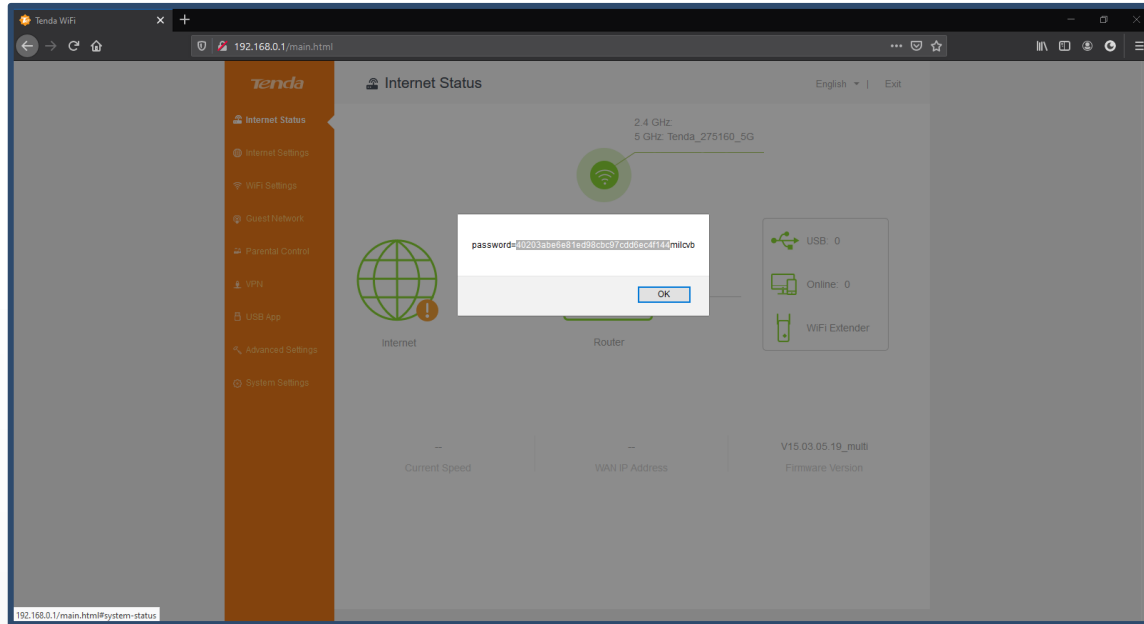 Tenda WiFi
192.168.0.1/main.html
Tenda
Internet Status
English
Exit
Internet Status
Internet Settings
WiFi Settings
Guest Network
Parental Control
VPN
USB App
Advanced Settings
System Settings
2.4 GHz:
5 GHz: Tenda_275160_5G
password=40203abe6e81ed98cbc97cdd6ec4f144milcvb
OK
USB: 0
Online: 0
WiFi Extender
Internet
Router
--
Current Speed
--
WAN IP Address
V15.03.05.19_multi
Firmware Version
192.168.0.1/main.html#system-status